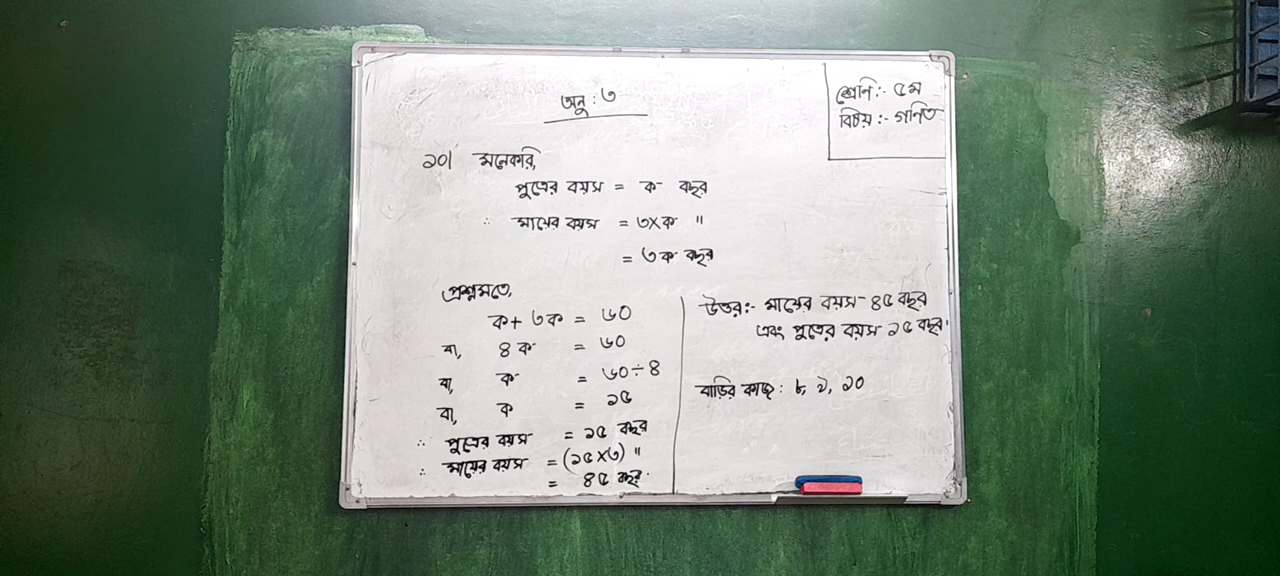 অনু : ৩
শ্রেণি :- ৫ম
বিষয় :- গণিত
১০। মনেকরি,
পুত্রের বয়স = ক বছর
∴ মায়ের বয়স = ৩×ক "
= ৩ক বছর
প্রশ্নমতে,
ক + ৩ক = ৬০
বা, ৪ক = ৬০
বা, ক = ৬০÷৪
বা, ক = ১৫
∴ পুত্রের বয়স = ১৫ বছর
∴ মায়ের বয়স = (১৫×৩) "
= ৪৫ বছর.
উত্তর :- মায়ের বয়স ৪৫ বছর
এবং পুত্রের বয়স ১৫ বছর.
বাড়ির কাজ : ৮, ৯, ১০